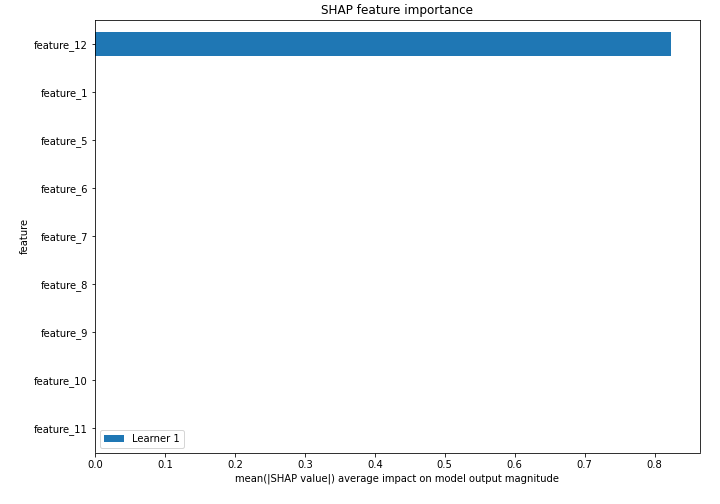 SHAP feature importance
feature_12
feature_1
feature_5
feature_6
feature_7
feature_8
feature_9
feature_10
feature_11
feature
Learner 1
0.0 0.1 0.2 0.3 0.4 0.5 0.6 0.7 0.8
mean(|SHAP value|) average impact on model output magnitude